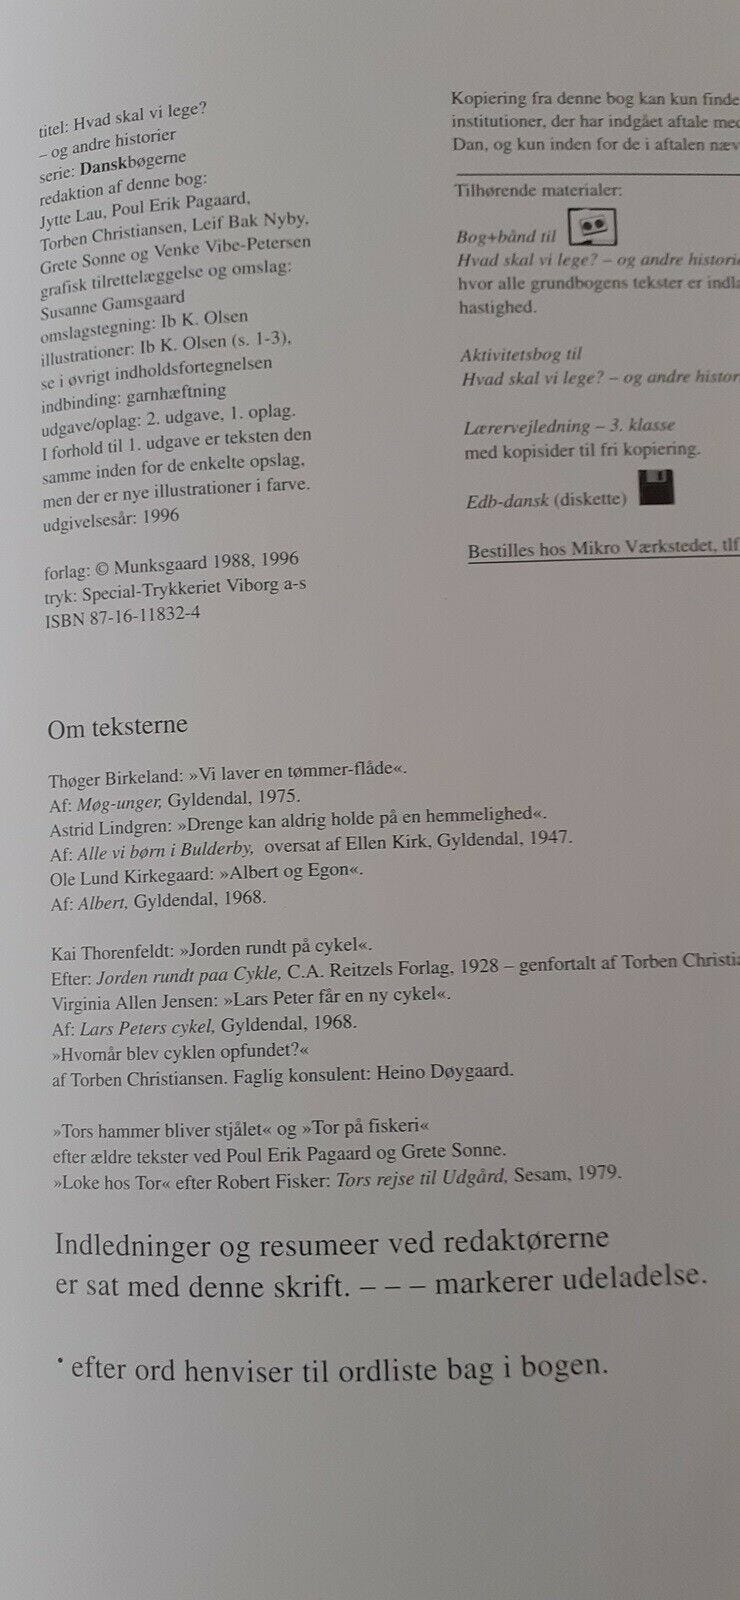 titel: Hvad skal vi lege?
– og andre historier
serie: Danskbøgerne
redaktion af denne bog:
Jytte Lau, Poul Erik Pagaard,
Torben Christiansen, Leif Bak Nyby,
Grete Sonne og Venke Vibe-Petersen
grafisk tilrettelæggelse og omslag:
Susanne Gamsgaard
omslagstegning: Ib K. Olsen
illustrationer: Ib K. Olsen (s. 1-3),
se i øvrigt indholdsfortegnelsen
indbinding: garnhæftning
udgave/oplag: 2. udgave, 1. oplag.
I forhold til 1. udgave er teksten den
samme inden for de enkelte opslag,
men der er nye illustrationer i farve.
udgivelsesår: 1996
forlag: © Munksgaard 1988, 1996
tryk: Special-Trykkeriet Viborg a-s
ISBN 87-16-11832-4
Kopiering fra denne bog kan kun finde
institutioner, der har indgået aftale med
Dan, og kun inden for de i aftalen næv
Tilhørende materialer:
Bog+bånd til
Hvad skal vi lege? – og andre historie
hvor alle grundbogens tekster er indla
hastighed.
Aktivitetsbog til
Hvad skal vi lege? – og andre histor
Lærervejledning – 3. klasse
med kopisider til fri kopiering.
Edb-dansk (diskette)
Bestilles hos Mikro Værkstedet, tlf
Om teksterne
Thøger Birkeland: »Vi laver en tømmer-flåde«.
Af: Møg-unger, Gyldendal, 1975.
Astrid Lindgren: »Drenge kan aldrig holde på en hemmelighed«.
Af: Alle vi børn i Bulderby, oversat af Ellen Kirk, Gyldendal, 1947.
Ole Lund Kirkegaard: »Albert og Egon«.
Af: Albert, Gyldendal, 1968.
Kai Thorenfeldt: »Jorden rundt på cykel«.
Efter: Jorden rundt paa Cykle, C.A. Reitzels Forlag, 1928 – genfortalt af Torben Christia
Virginia Allen Jensen: »Lars Peter får en ny cykel«.
Af: Lars Peters cykel, Gyldendal, 1968.
»Hvornår blev cyklen opfundet?«
af Torben Christiansen. Faglig konsulent: Heino Døygaard.
»Tors hammer bliver stjålet« og »Tor på fiskeri«
efter ældre tekster ved Poul Erik Pagaard og Grete Sonne.
»Loke hos Tor« efter Robert Fisker: Tors rejse til Udgård, Sesam, 1979.
Indledninger og resumeer ved redaktørerne
er sat med denne skrift. – – – markerer udeladelse.
• efter ord henviser til ordliste bag i bogen.